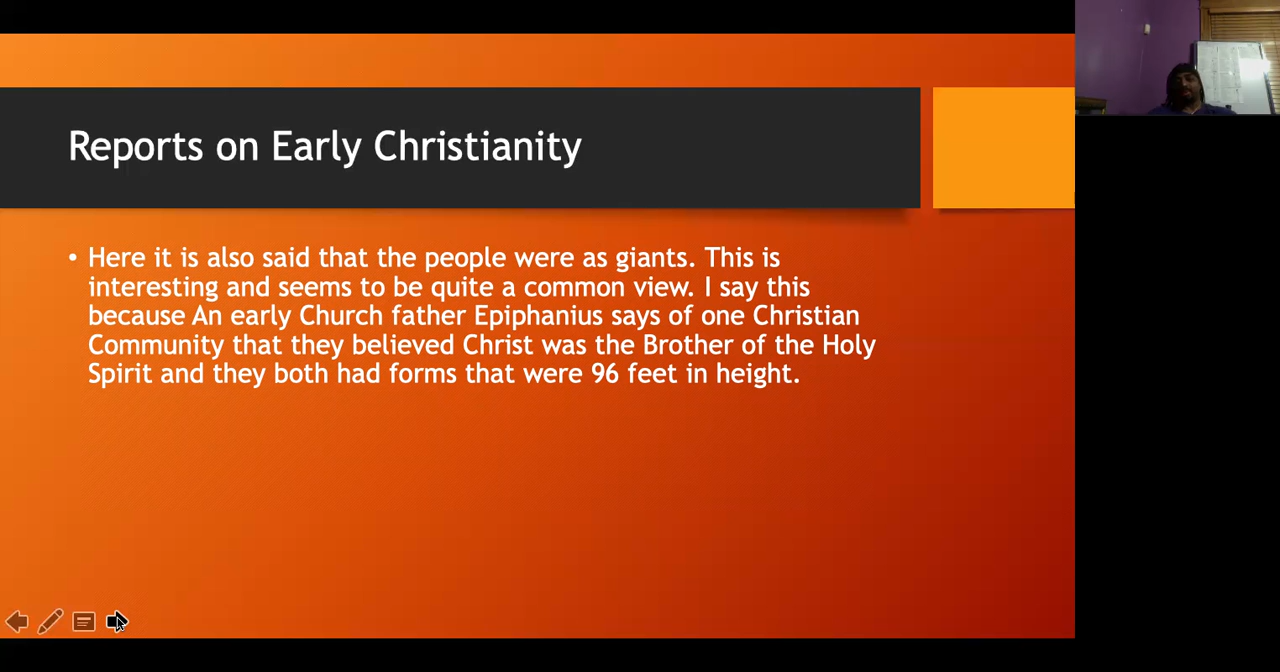 Reports on Early Christianity
• Here it is also said that the people were as giants. This is
interesting and seems to be quite a common view. I say this
because An early Church father Epiphanius says of one Christian
Community that they believed Christ was the Brother of the Holy
Spirit and they both had forms that were 96 feet in height.